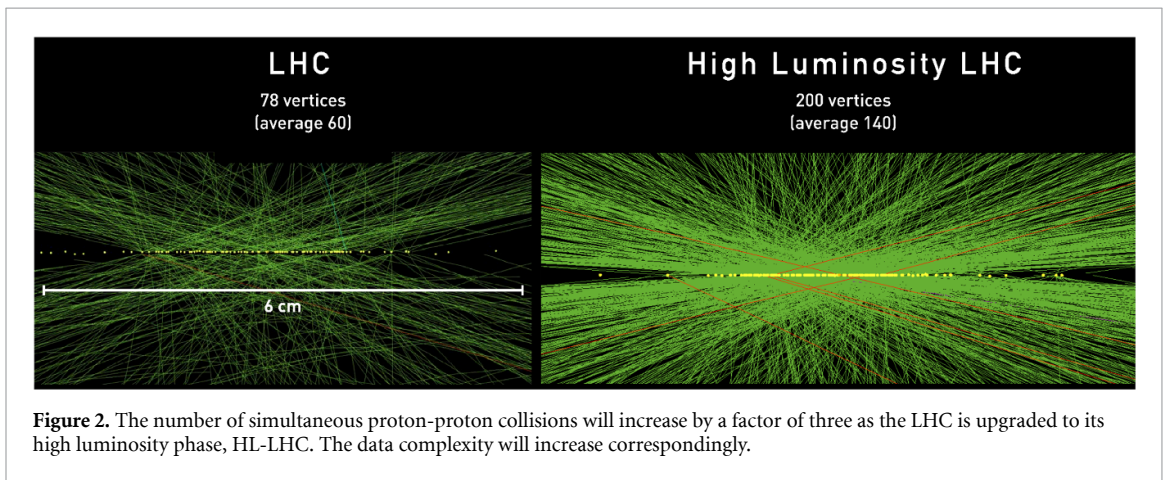 LHC
78 vertices
(average 60)
High Luminosity LHC
200 vertices
(average 140)
6 cm
Figure 2. The number of simultaneous proton-proton collisions will increase by a factor of three as the LHC is upgraded to its
high luminosity phase, HL-LHC. The data complexity will increase correspondingly.